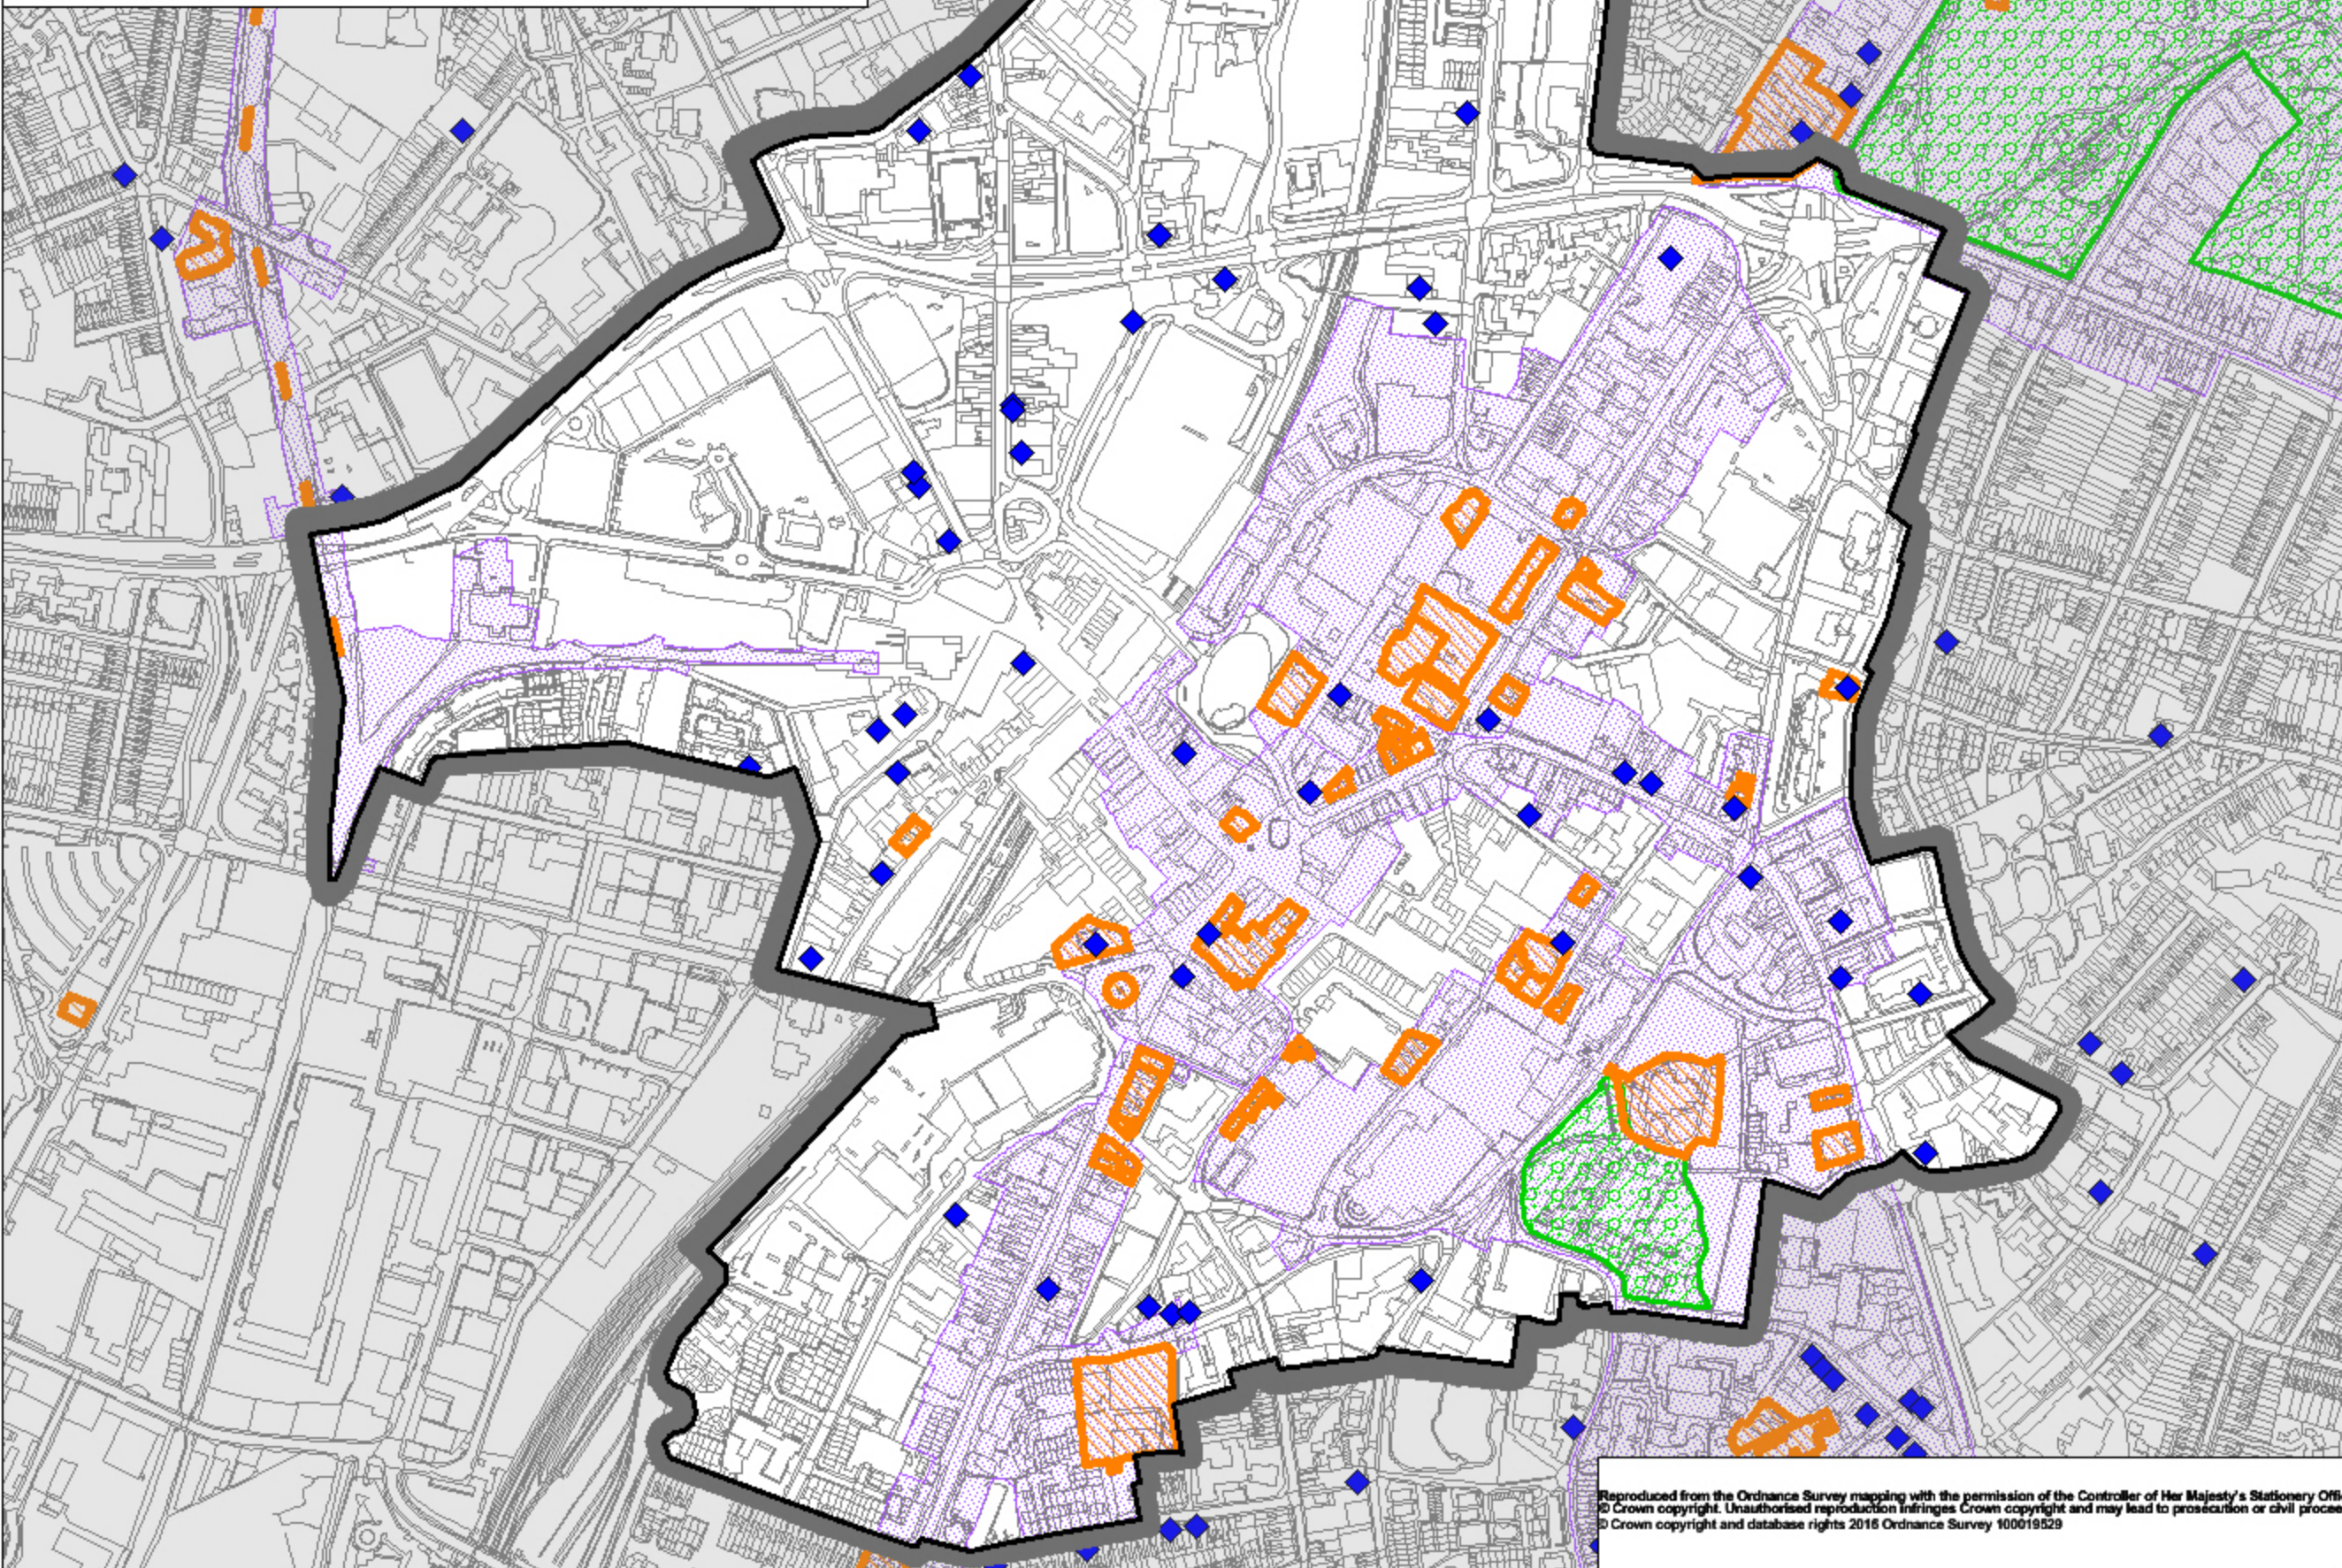 Reproduced from the Ordnance Survey mapping with the permission of the Controller of Her Majesty's Stationery Offi
© Crown copyright. Unauthorised reproduction infringes Crown copyright and may lead to prosecution or civil procee
© Crown copyright and database rights 2016 Ordnance Survey 100019529